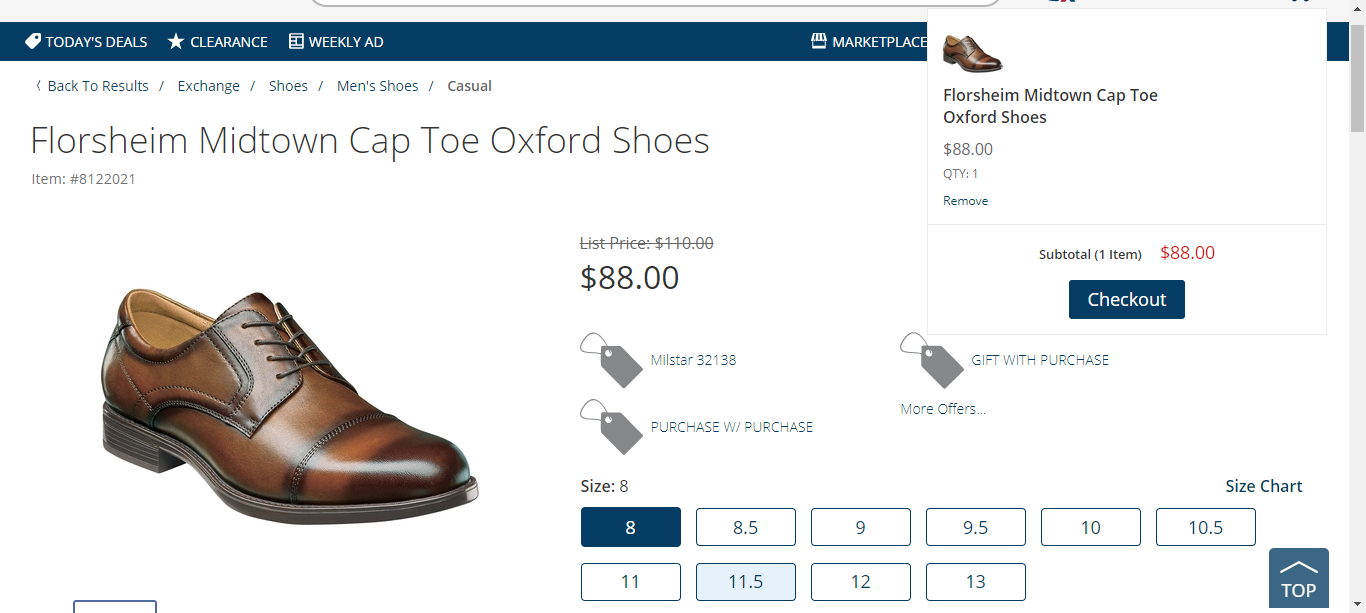 TODAY'S DEALS
CLEARANCE
WEEKLY AD
MARKETPLACE
Back To Results / Exchange / Shoes / Men's Shoes / Casual
Florsheim Midtown Cap Toe Oxford Shoes
Item: #8122021
List Price: $110.00
$88.00
Milstar 32138
GIFT WITH PURCHASE
PURCHASE W/ PURCHASE
More Offers...
Size: 8
Size Chart
8
8.5
9
9.5
10
10.5
11
11.5
12
13
TOP
Florsheim Midtown Cap Toe
Oxford Shoes
$88.00
QTY: 1
Remove
Subtotal (1 Item) $88.00
Checkout